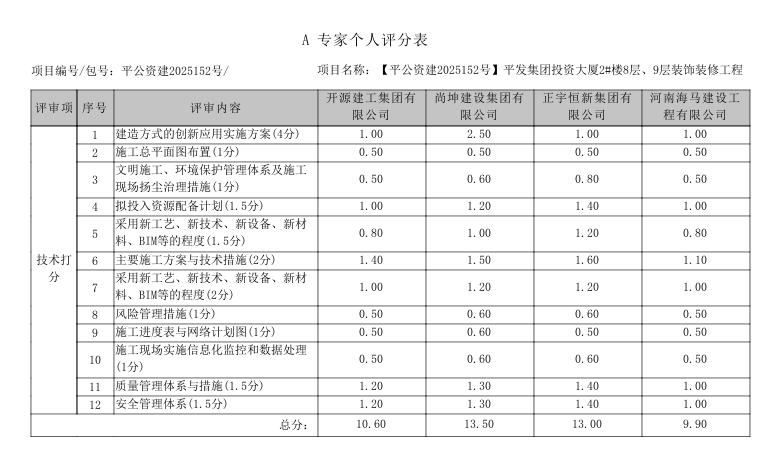 A 专家个人评分表
项目编号/包号：平公资建2025152号/ 项目名称：【平公资建2025152号】平发集团投资大厦2#楼8层、9层装饰装修工程
评审项 序号 评审内容 开源建工集团有限公司 尚坤建设集团有限公司 正宇恒新集团有限公司 河南海马建设工程有限公司
技术打分
1 建造方式的创新应用实施方案(4分) 1.00 2.50 1.00 1.00
2 施工总平面图布置(1分) 0.50 0.50 0.50 0.50
3 文明施工、环境保护管理体系及施工现场扬尘治理措施(1分) 0.50 0.60 0.80 0.50
4 拟投入资源配备计划(1.5分) 1.00 1.20 1.40 1.00
5 采用新工艺、新技术、新设备、新材料、BIM等的程度(1.5分) 0.80 1.00 1.20 0.80
6 主要施工方案与技术措施(2分) 1.40 1.50 1.60 1.10
7 采用新工艺、新技术、新设备、新材料、BIM等的程度(2分) 1.00 1.20 1.20 1.00
8 风险管理措施(1分) 0.50 0.60 0.60 0.50
9 施工进度表与网络计划图(1分) 0.50 0.60 0.50 0.50
10 施工现场实施信息化监控和数据处理(1分) 0.50 0.60 0.60 0.50
11 质量管理体系与措施(1.5分) 1.20 1.30 1.40 1.00
12 安全管理体系(1.5分) 1.20 1.30 1.40 1.00
总分： 10.60 13.50 13.00 9.90